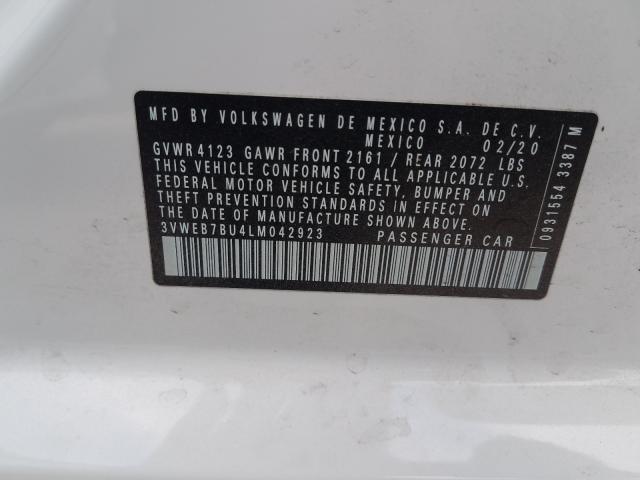 MFD BY VOLKSWAGEN DE MEXICO S.A. DE C.V.
MEXICO 02/20
GVWR 4123 GAWR FRONT 2161 / REAR 2072 LBS
THIS VEHICLE CONFORMS TO ALL APPLICABLE U.S.
FEDERAL MOTOR VEHICLE SAFETY, BUMPER AND
THEFT PREVENTION STANDARDS IN EFFECT ON
THE DATE OF MANUFACTURE SHOWN ABOVE.
3VWEB7BU4LM042923 PASSENGER CAR
0931554 3387 M